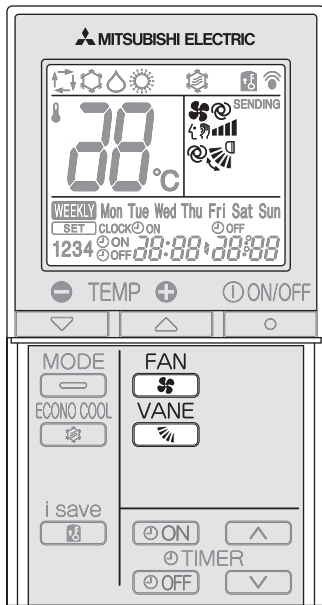 MITSUBISHI ELECTRIC
SENDING
88°C
WEEKLY Mon Tue Wed Thu Fri Sat Sun
SET CLOCK ON OFF
1234 ON OFF 88:88 88:88
TEMP ON/OFF
MODE FAN
ECONO COOL VANE
i save
ON
TIMER
OFF